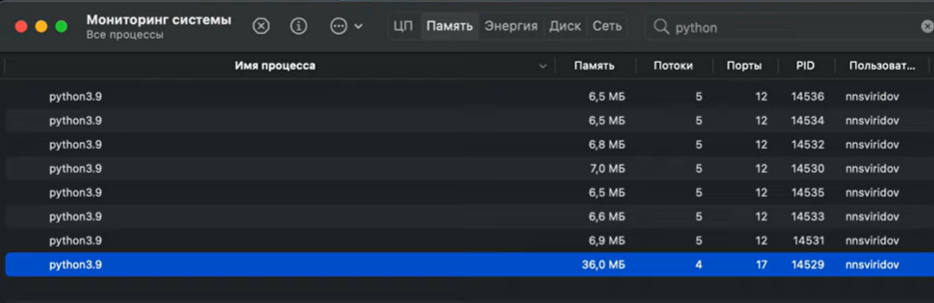 Мониторинг системы
Все процессы
ЦП Память Энергия Диск Сеть
python
Имя процесса Память Потоки Порты PID Пользоват...
python3.9 6,5 МБ 5 12 14536 nnsviridov
python3.9 6,5 МБ 5 12 14534 nnsviridov
python3.9 6,8 МБ 5 12 14532 nnsviridov
python3.9 7,0 МБ 5 12 14530 nnsviridov
python3.9 6,5 МБ 5 12 14535 nnsviridov
python3.9 6,6 МБ 5 12 14533 nnsviridov
python3.9 6,9 МБ 5 12 14531 nnsviridov
python3.9 36,0 МБ 4 17 14529 nnsviridov